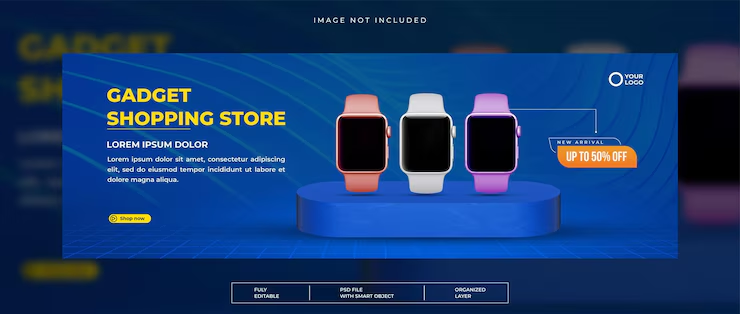 IMAGE NOT INCLUDED
GADGET
SHOPPING STORE
LOREM IPSUM DOLOR
Lorem ipsum dolor sit amet, consectetur adipiscing
elit, sed do eiusmod tempor incididunt ut labore et
dolore magna aliqua.
Shop now
YOUR
LOGO
NEW ARRIVAL
UP TO 50% OFF
FULLY
EDITABLE
PSD FILE
WITH SMART OBJECT
ORGANIZED
LAYER